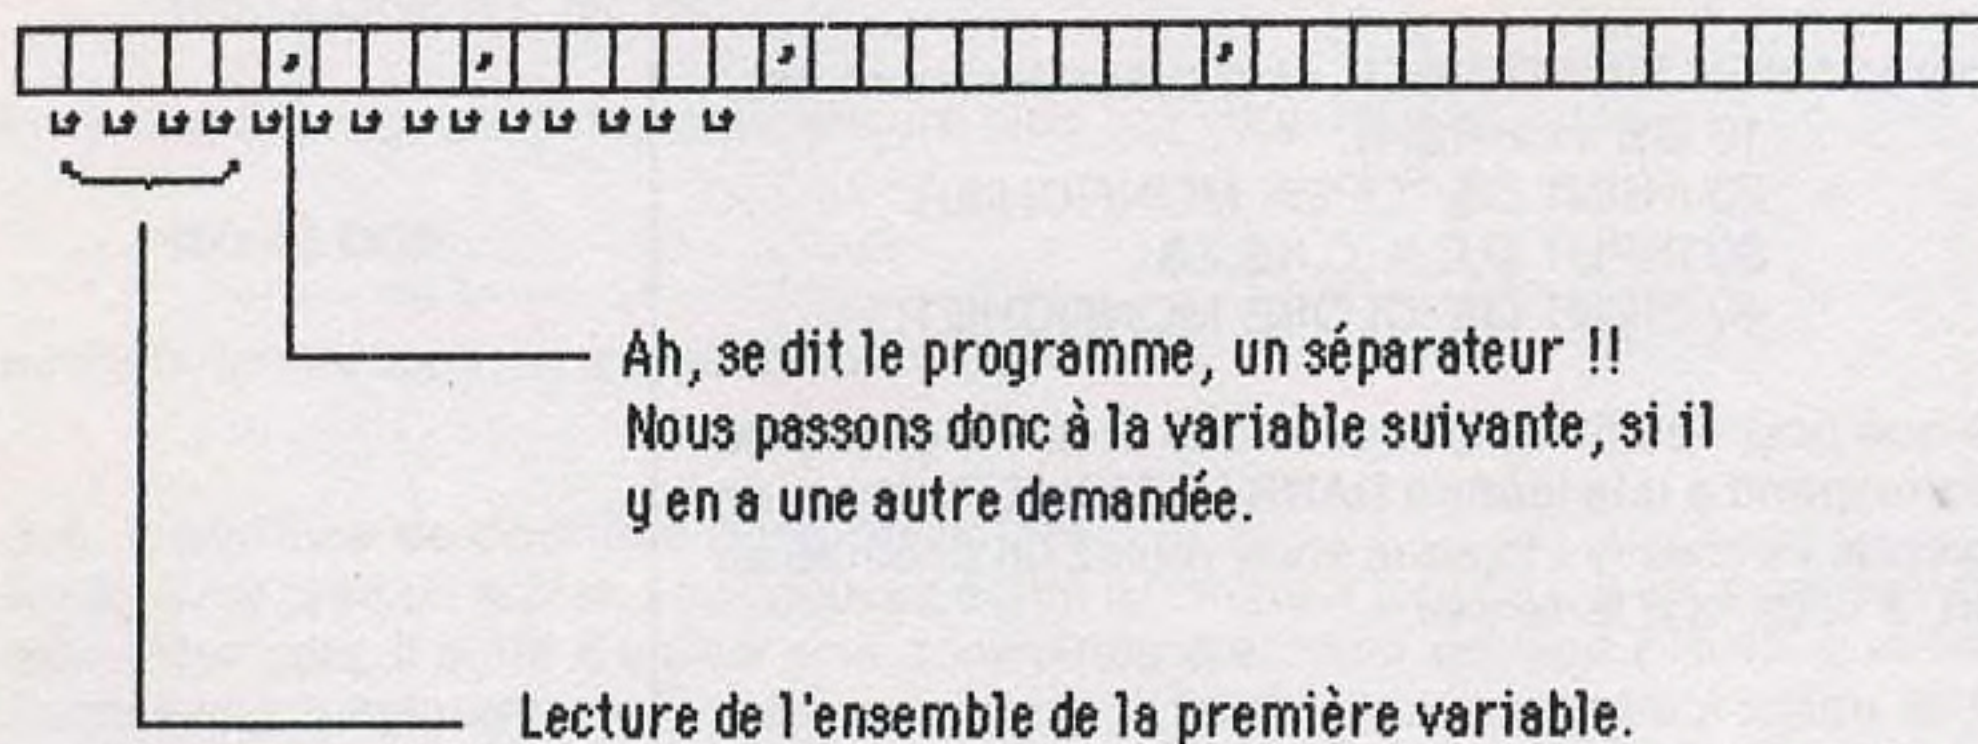 , , , ,
Ah, se dit le programme, un séparateur !!
Nous passons donc à la variable suivante, si il
y en a une autre demandée.
Lecture de l'ensemble de la première variable.